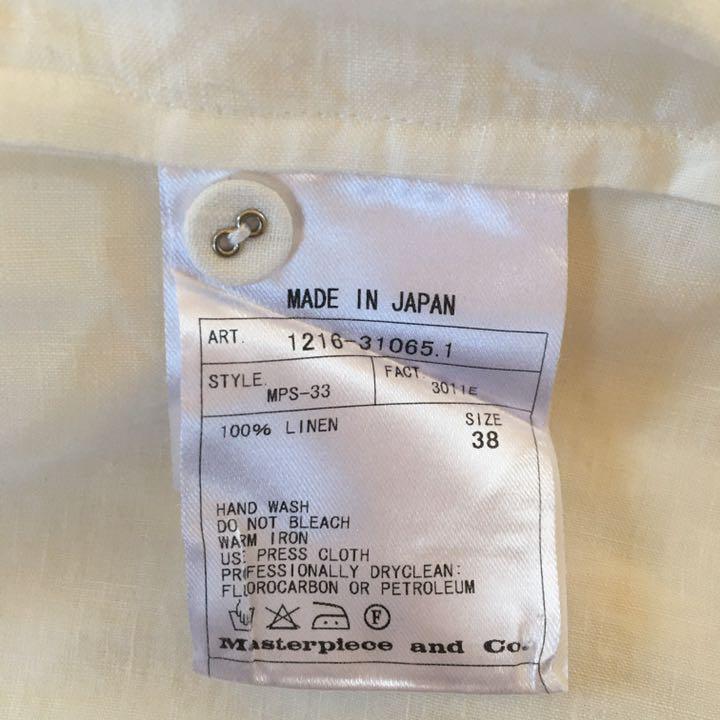 MADE IN JAPAN
ART. 1216-31065.1
STYLE. MPS-33 FACT. 3011E
100% LINEN SIZE
38
HAND WASH
DO NOT BLEACH
WARM IRON
USE PRESS CLOTH
PROFESSIONALLY DRYCLEAN:
FLUOROCARBON OR PETROLEUM
F
Masterpiece and Co.